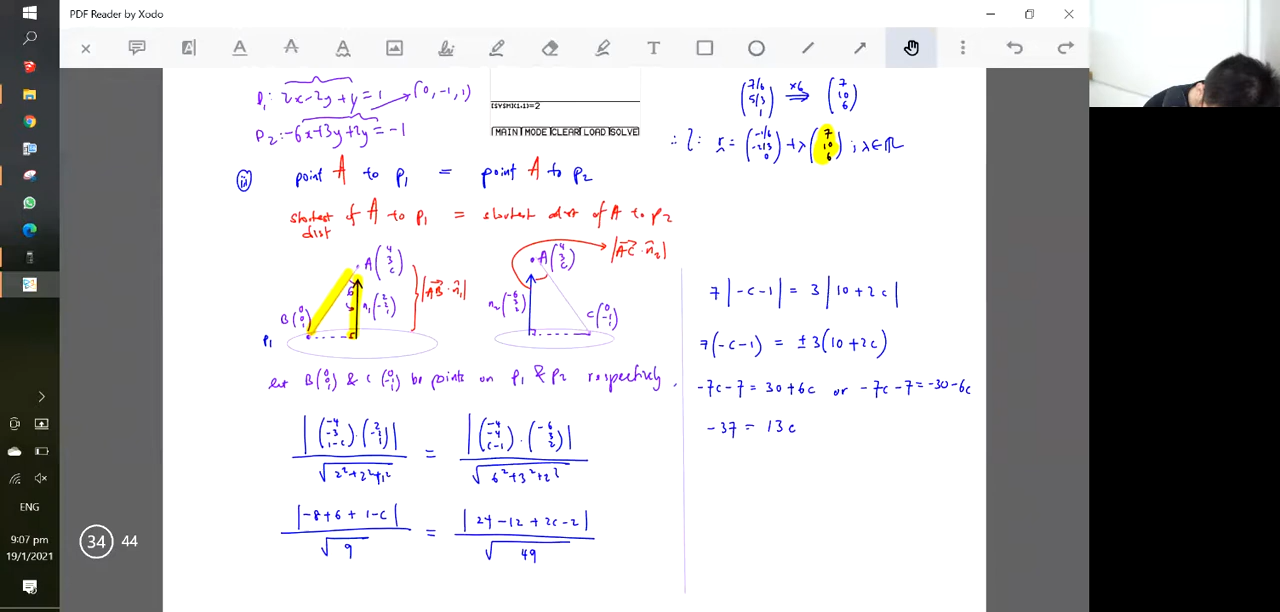 PDF Reader by Xodo
p₁: 2x-2y+y=1 → (0,-1,1)
p₂: -6x+3y+2y=-1
(SYSM)(1,1)=2
|MAIN|MODE|CLEAR|LOAD|SOLVE|
(7/6 5/3 1) ×6 ⇒ (7 10 6)
∴ l: r = (-1/6 -2/3 0) + λ(7 10 6) ; λ∈ℝ
(ii) point A to p₁ = point A to p₂
shortest dist of A to p₁ = shortest dist of A to p₂
A(4 3 c)
|AB · n̂₁|
n₁(2 -2 1)
B(0 0 1)
p₁
A(4 3 c)
|AC · n̂₂|
n₂(-6 3 2)
C(0 -1 1)
let B(0 0 1) & C(0 -1 1) be points on p₁ & p₂ respectively.
|(-4 -3 1-c)·(2 -2 1)| / √2²+2²+1² = |(-4 -4 c-1)·(-6 3 2)| / √6²+3²+2²
|-8+6+1-c| / √9 = |24-12+2c-2| / √49
7|-c-1| = 3|10+2c|
7(-c-1) = ±3(10+2c)
-7c-7=30+6c or -7c-7=-30-6c
-37 = 13c
34 44
ENG
9:07 pm
19/1/2021